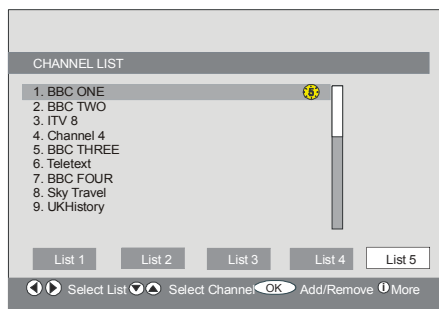 CHANNEL LIST
1. BBC ONE 5
2. BBC TWO
3. ITV 8
4. Channel 4
5. BBC THREE
6. Teletext
7. BBC FOUR
8. Sky Travel
9. UKHistory
List 1 List 2 List 3 List 4 List 5
Select List Select Channel OK Add/Remove i More